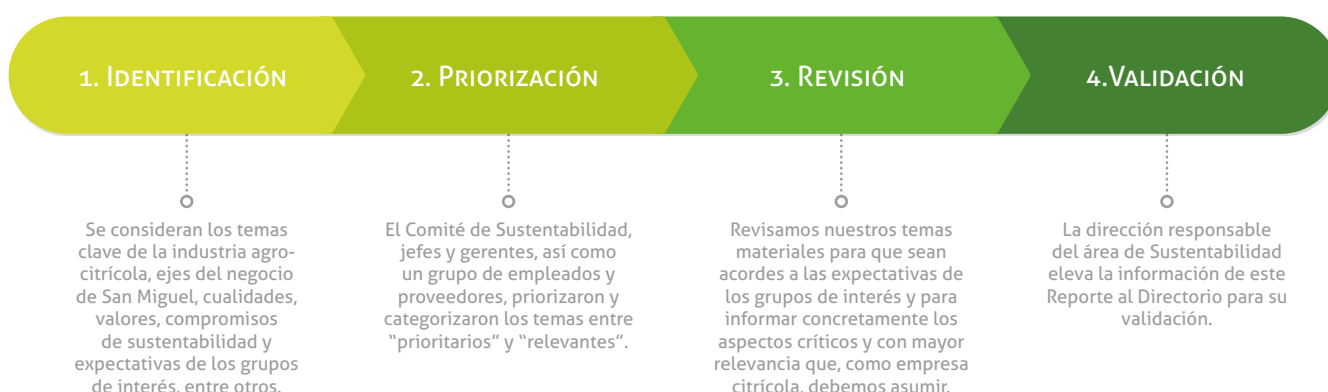 1. Identificación
2. Priorización
3. Revisión
4.Validación
Se consideran los temas
clave de la industria agro-
citrícola, ejes del negocio
de San Miguel, cualidades,
valores, compromisos
de sustentabilidad y
expectativas de los grupos
de interés, entre otros.
El Comité de Sustentabilidad,
jefes y gerentes, así como
un grupo de empleados y
proveedores, priorizaron y
categorizaron los temas entre
“prioritarios” y “relevantes”.
Revisamos nuestros temas
materiales para que sean
acordes a las expectativas de
los grupos de interés y para
informar concretamente los
aspectos críticos y con mayor
relevancia que, como empresa
citrícola, debemos asumir.
La dirección responsable
del área de Sustentabilidad
eleva la información de este
Reporte al Directorio para su
validación.